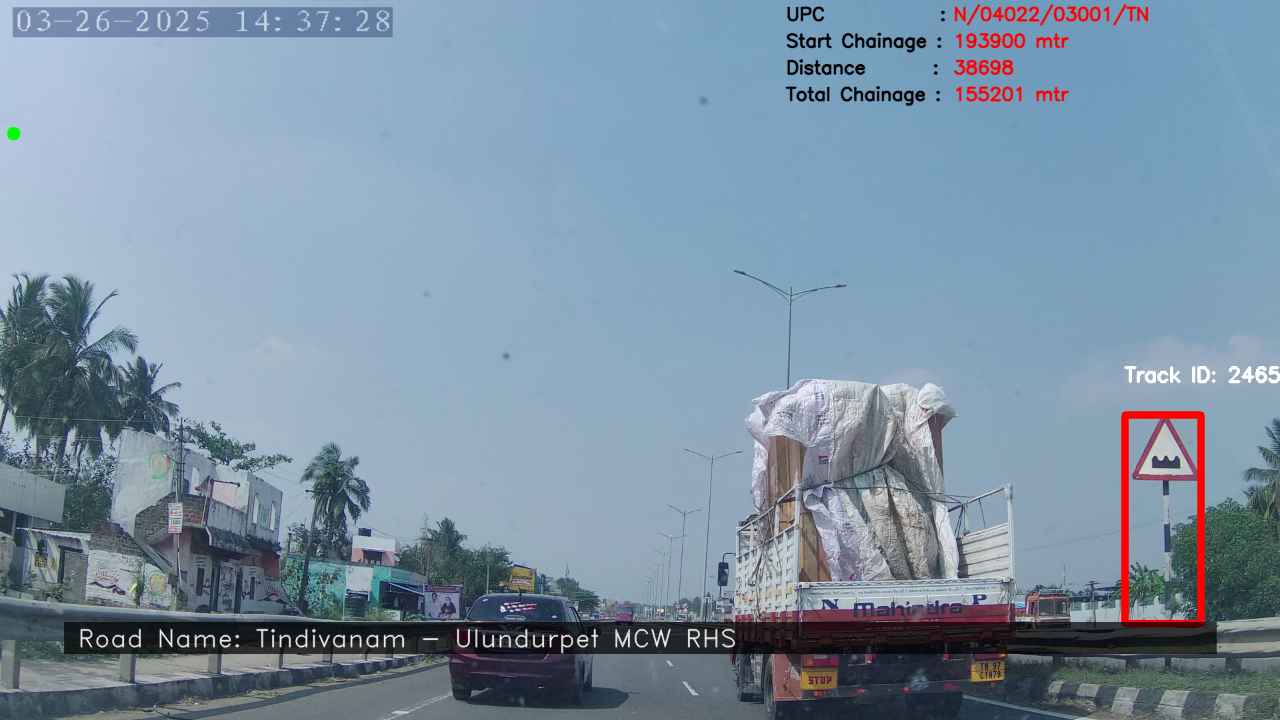 03-26-2025 14:37:28
UPC : N/04022/03001/TN
Start Chainage : 193900 mtr
Distance : 38698
Total Chainage : 155201 mtr
Track ID: 2465
N Mahindra P
Road Name: Tindivanam - Ulundurpet MCW RHS
STOP